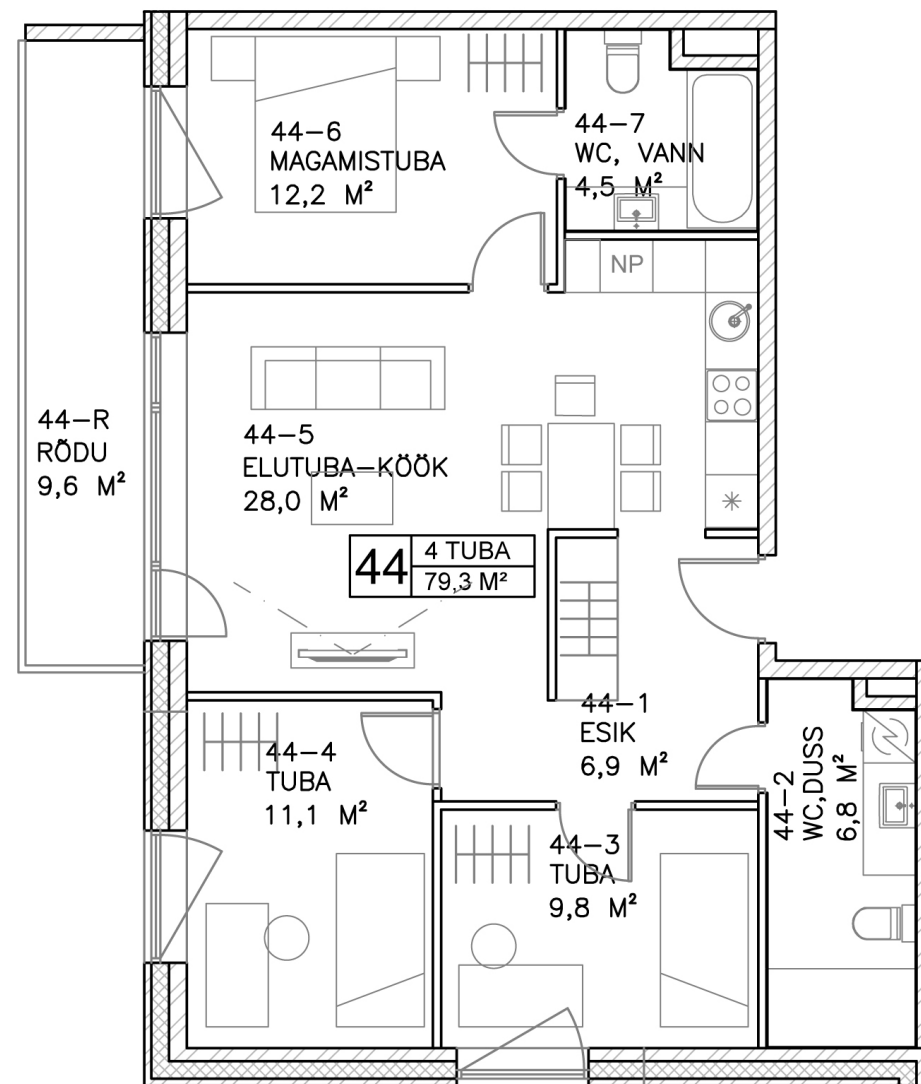 44-6
MAGAMISTUBA
12,2 M²
44-7
WC, VANN
4,5 M²
NP
44-R
RÕDU
9,6 M²
44-5
ELUTUBA-KÖÖK
28,0 M²
44
4 TUBA
79,3 M²
44-1
ESIK
6,9 M²
44-4
TUBA
11,1 M²
44-2
WC,DUSS
6,8 M²
44-3
TUBA
9,8 M²